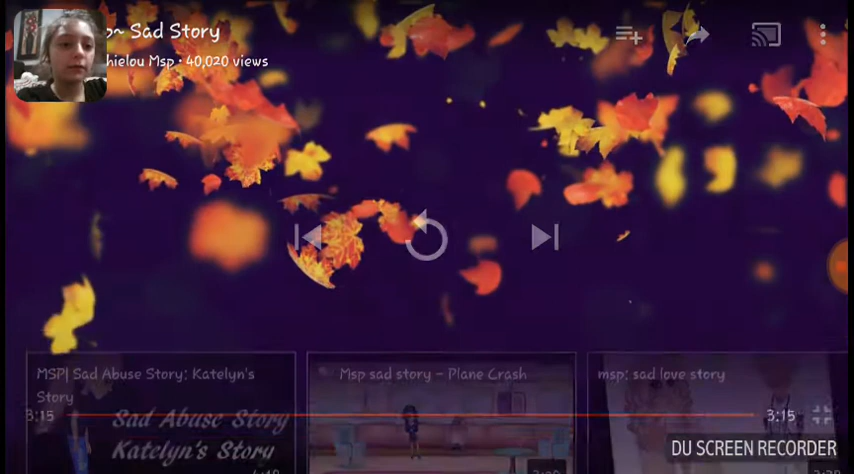 o~ Sad Story
hielou Msp · 40,020 views
MSP| Sad Abuse Story: Katelyn's
Story
Msp sad story - Plane Crash
msp: sad love story
3:15
3:15
Sad Abuse Story
Katelyn's Story
DU SCREEN RECORDER